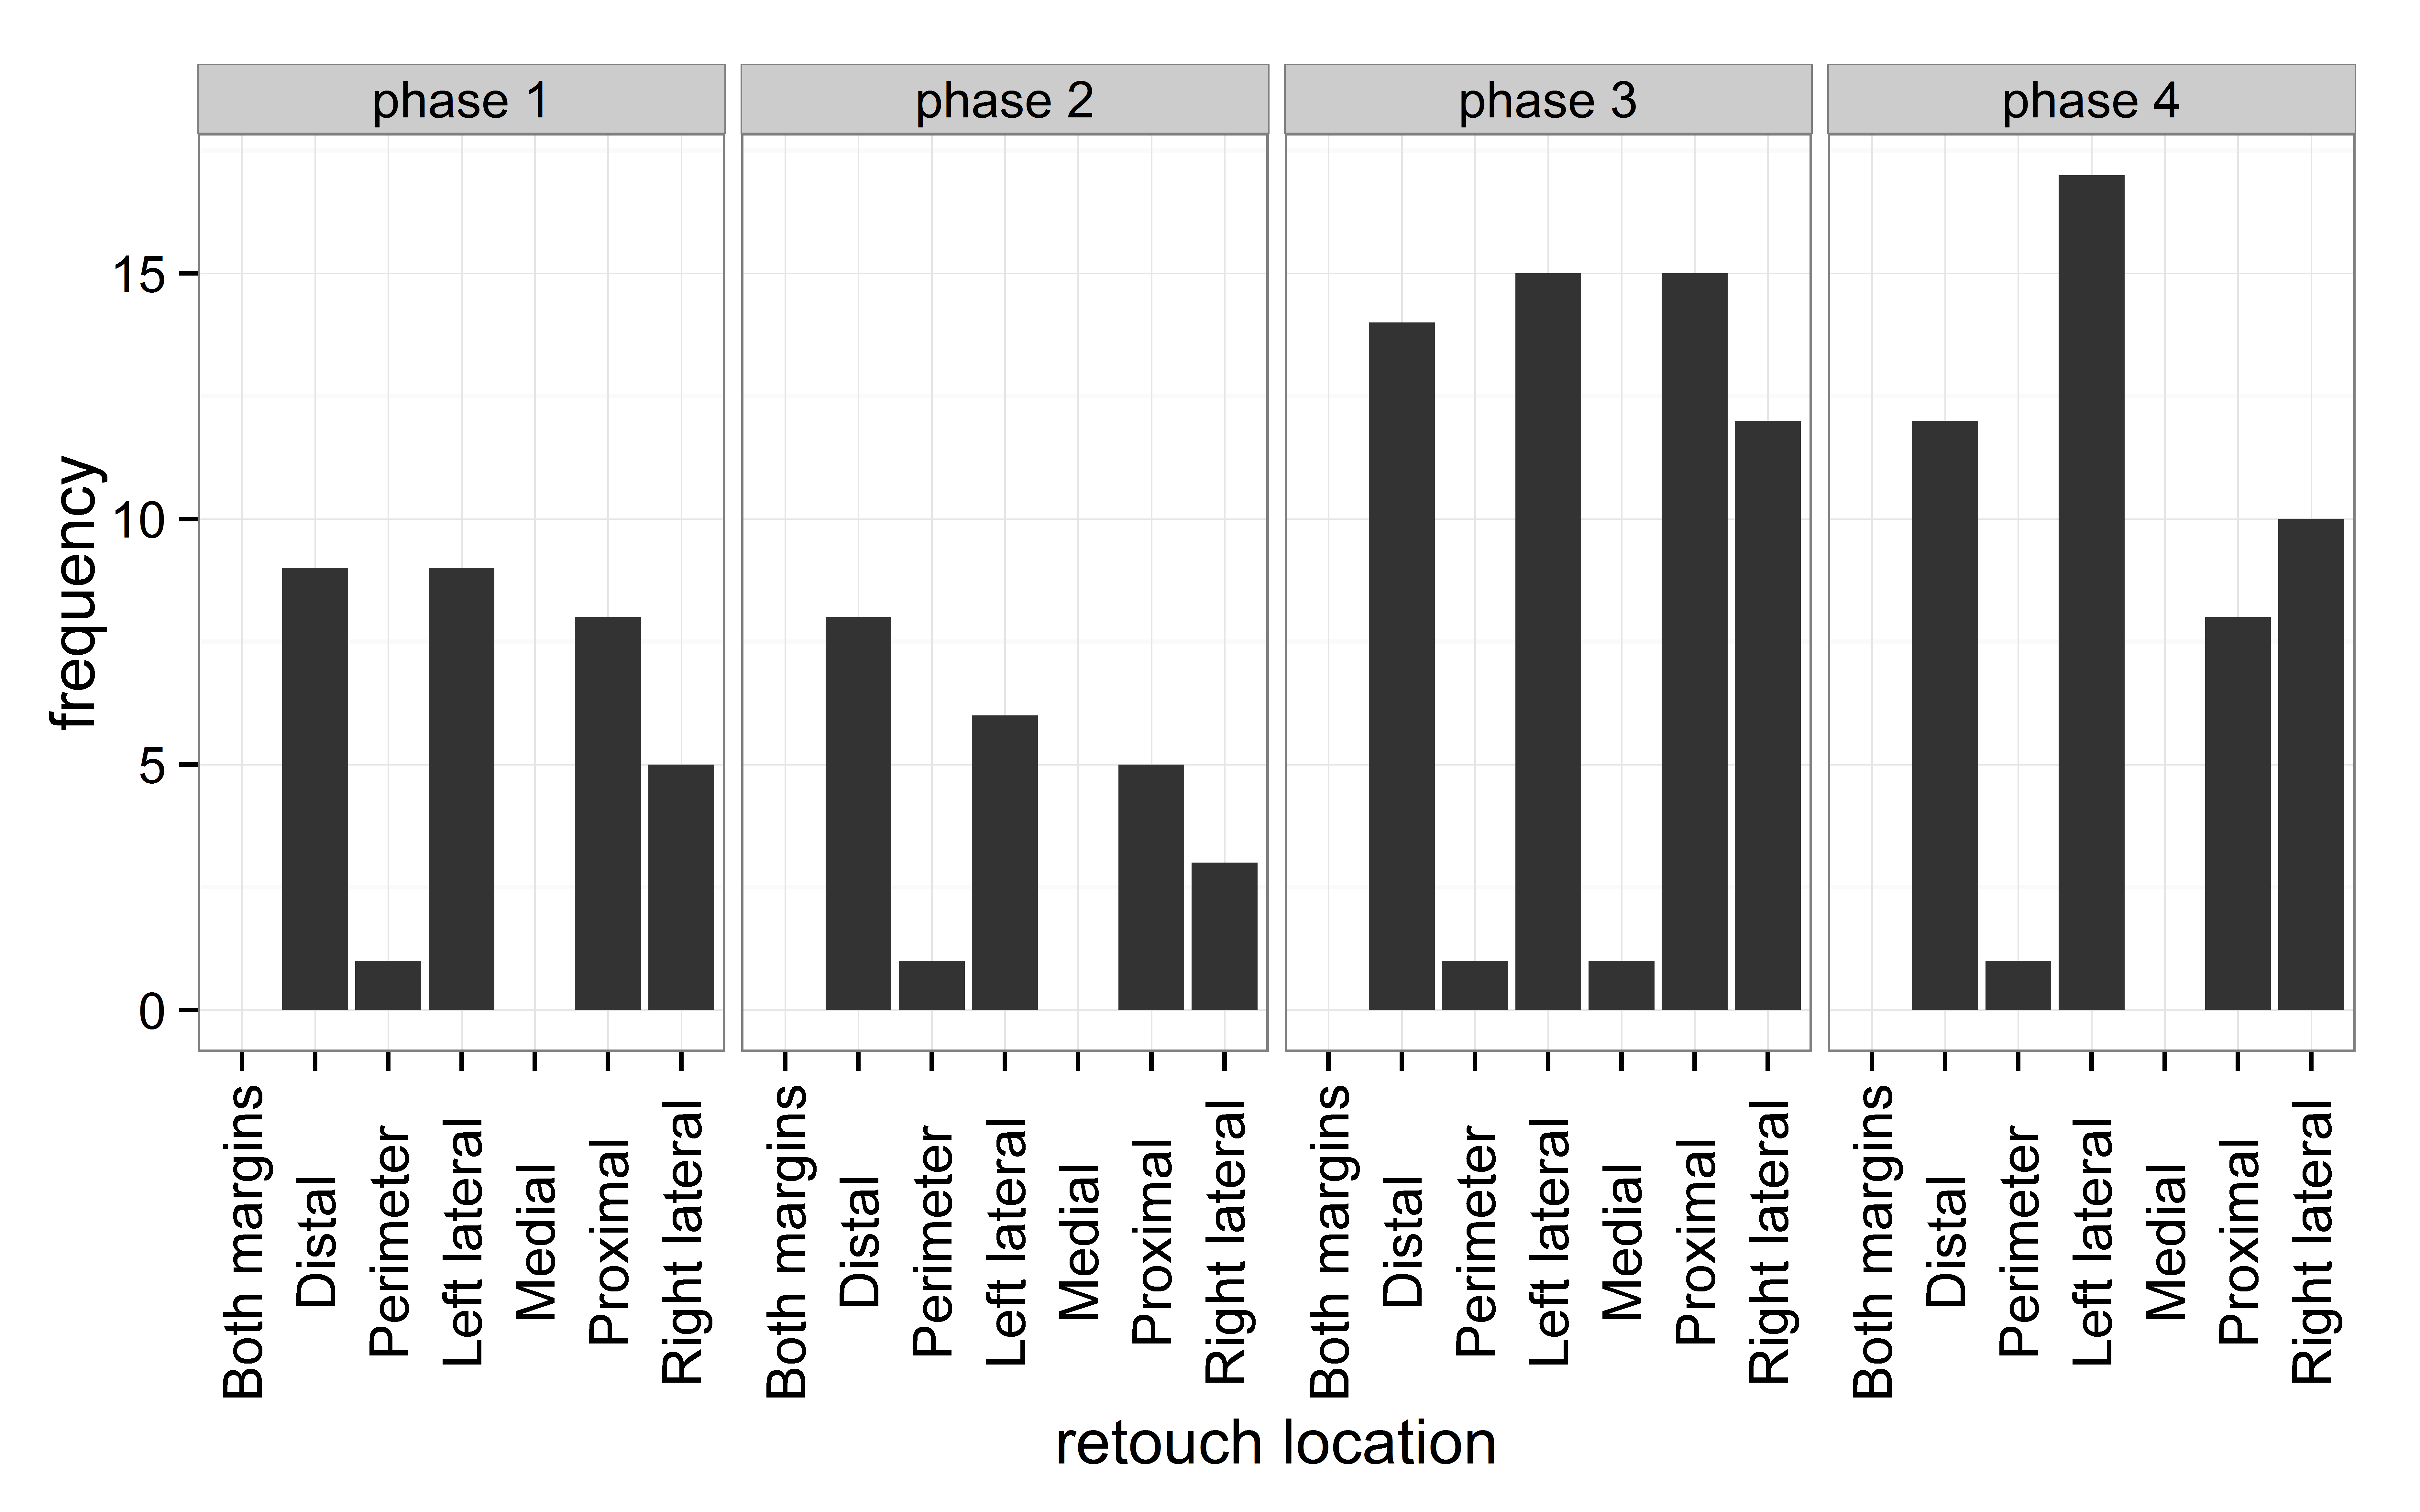 phase 1
phase 2
phase 3
phase 4
frequency
15
10
5
0
Both margins
Distal
Perimeter
Left lateral
Medial
Proximal
Right lateral
Both margins
Distal
Perimeter
Left lateral
Medial
Proximal
Right lateral
Both margins
Distal
Perimeter
Left lateral
Medial
Proximal
Right lateral
Both margins
Distal
Perimeter
Left lateral
Medial
Proximal
Right lateral
retouch location